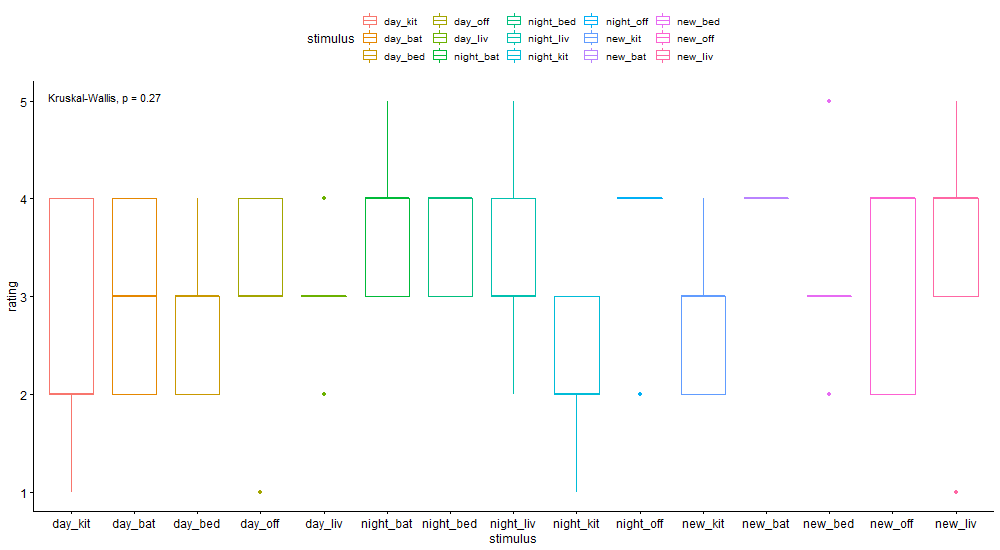 day_kit day_off night_bed night_off new_bed
stimulus day_bat day_liv night_liv new_kit new_off
day_bed night_bat night_kit new_bat new_liv
Kruskal-Wallis, p = 0.27
5
4
3
2
1
rating
day_kit day_bat day_bed day_off day_liv night_bat night_bed night_liv night_kit night_off new_kit new_bat new_bed new_off new_liv
stimulus